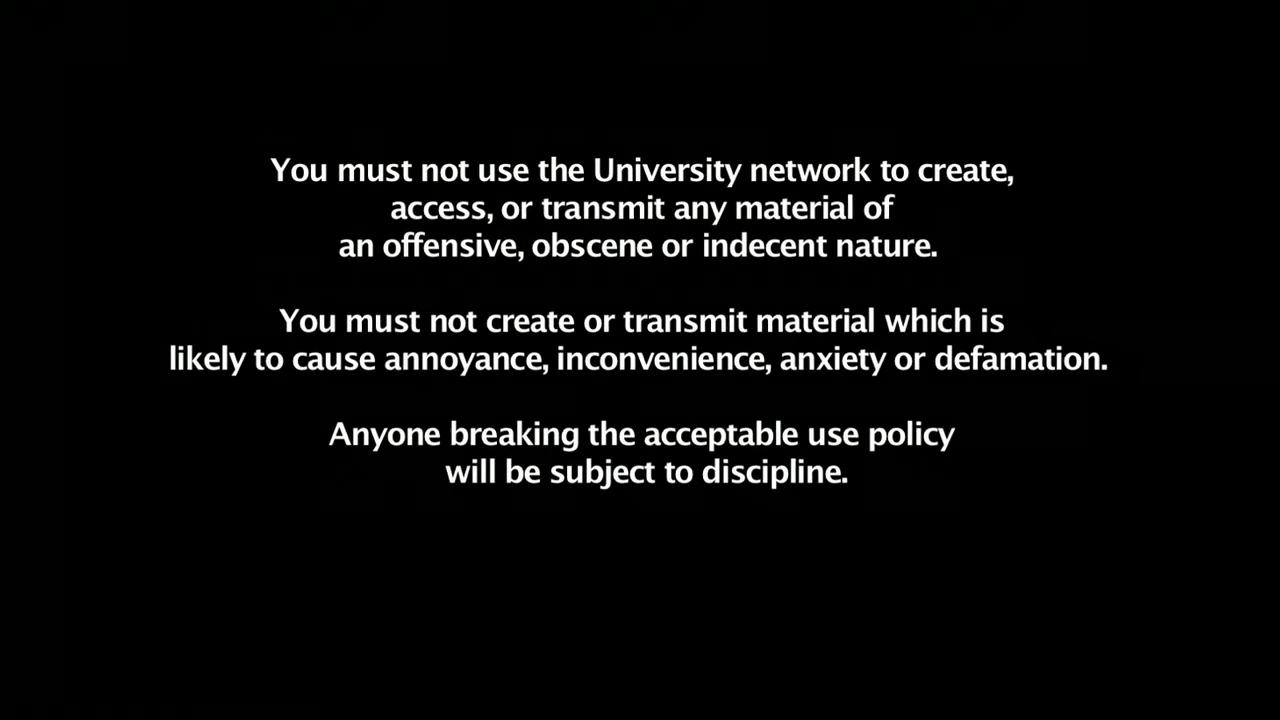 You must not use the University network to create,
access, or transmit any material of
an offensive, obscene or indecent nature.
You must not create or transmit material which is
likely to cause annoyance, inconvenience, anxiety or defamation.
Anyone breaking the acceptable use policy
will be subject to discipline.